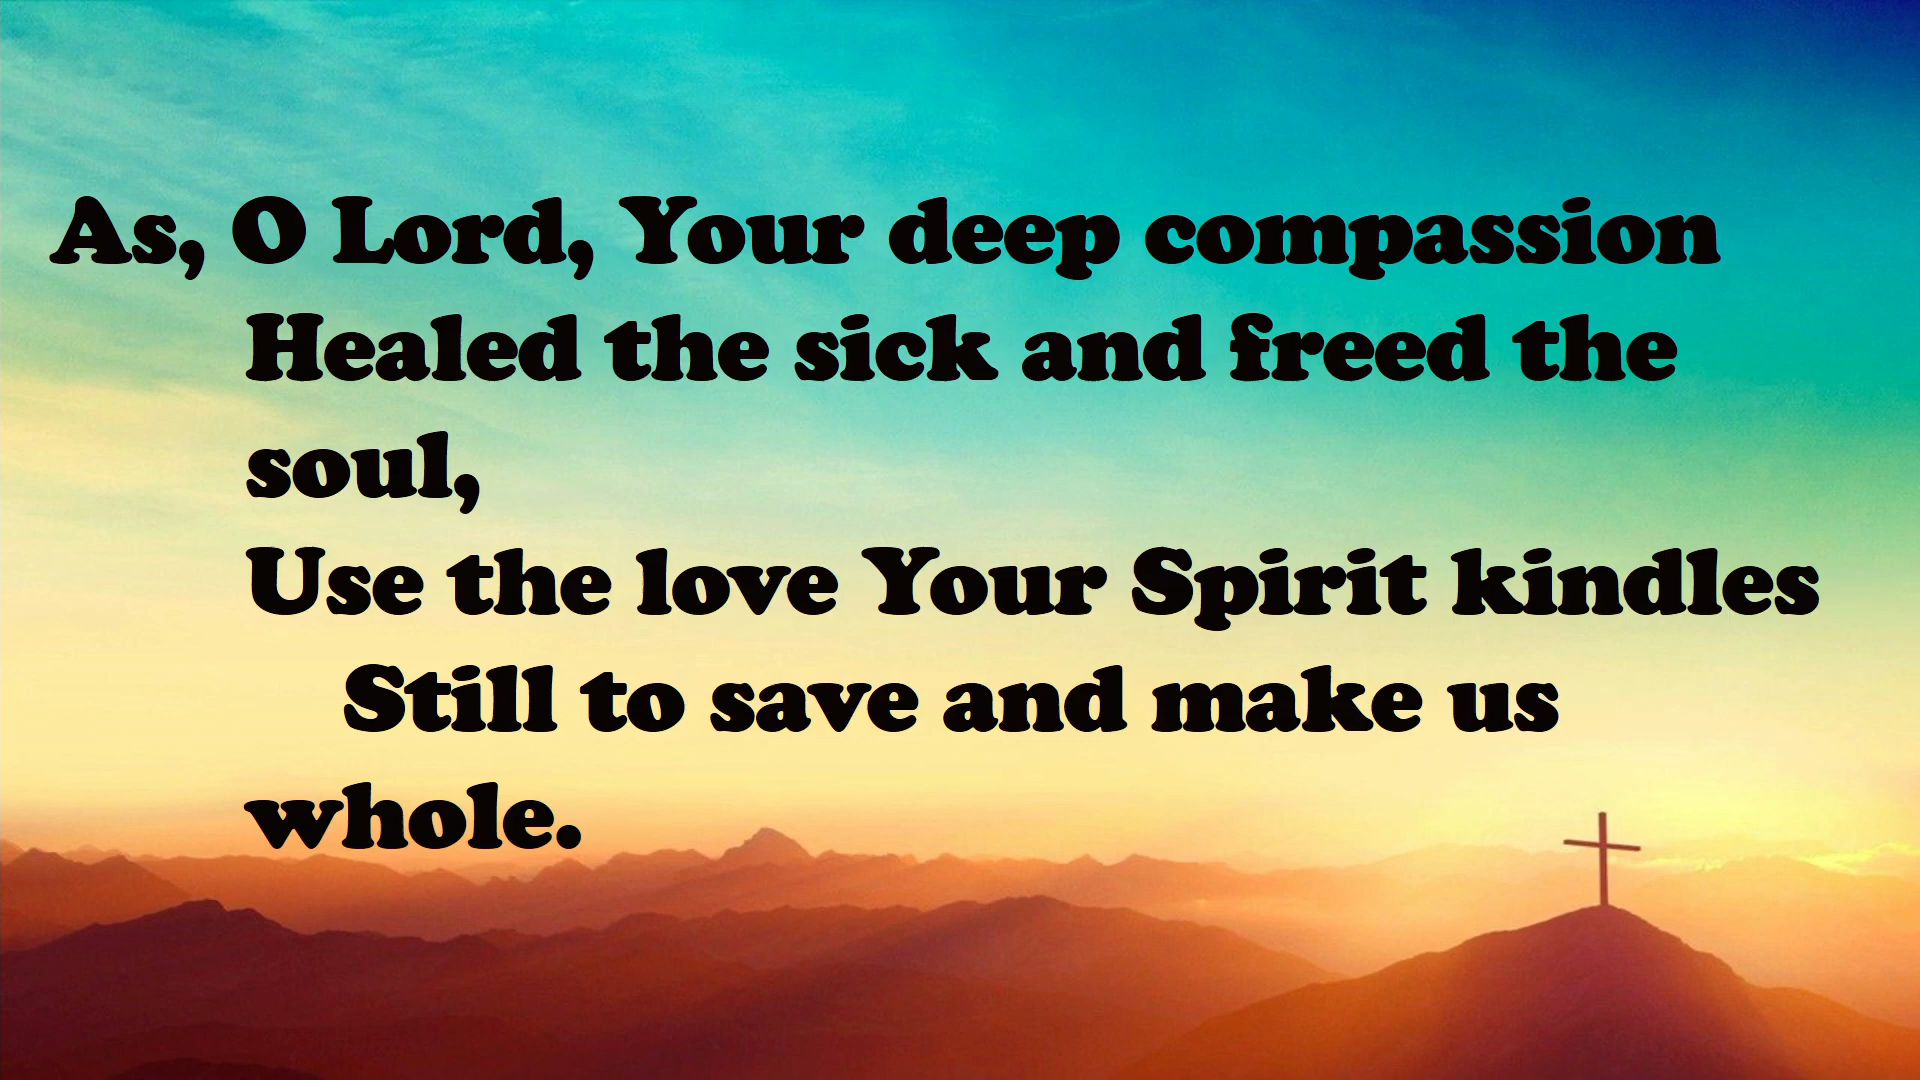 As, O Lord, Your deep compassion
Healed the sick and freed the
soul,
Use the love Your Spirit kindles
Still to save and make us
whole.